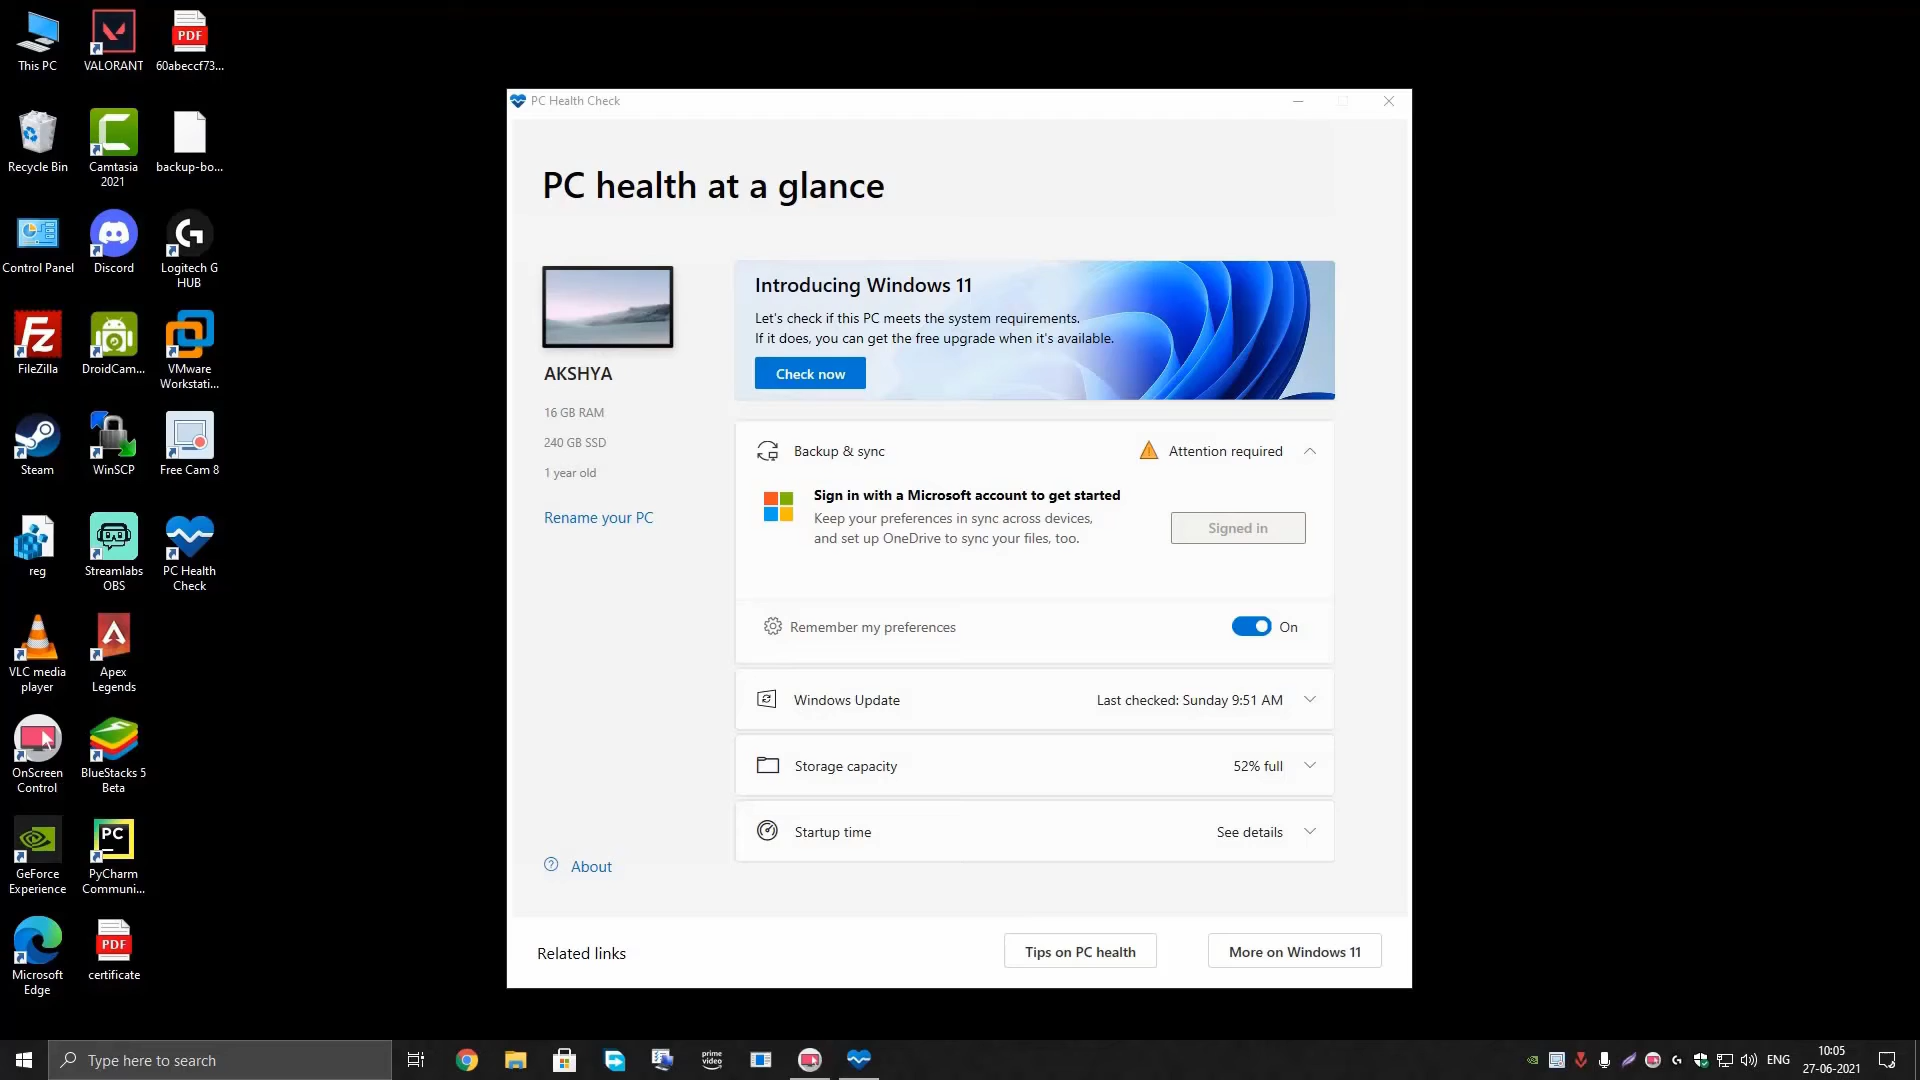 This PC
VALORANT
PDF
60abeccf73...
Recycle Bin
Camtasia
2021
backup-bo...
Control Panel
Discord
Logitech G
HUB
FileZilla
DroidCam...
VMware
Workstati...
Steam
WinSCP
Free Cam 8
reg
Streamlabs
OBS
PC Health
Check
VLC media
player
Apex
Legends
OnScreen
Control
BlueStacks 5
Beta
GeForce
Experience
PC
PyCharm
Communi...
Microsoft
Edge
PDF
certificate
PC Health Check
PC health at a glance
AKSHYA
16 GB RAM
240 GB SSD
1 year old
Rename your PC
About
Introducing Windows 11
Let's check if this PC meets the system requirements.
If it does, you can get the free upgrade when it's available.
Check now
Backup & sync
Attention required
Sign in with a Microsoft account to get started
Keep your preferences in sync across devices,
and set up OneDrive to sync your files, too.
Signed in
Remember my preferences
On
Windows Update
Last checked: Sunday 9:51 AM
Storage capacity
52% full
Startup time
See details
Related links
Tips on PC health
More on Windows 11
Type here to search
prime
video
ENG
10:05
27-06-2021